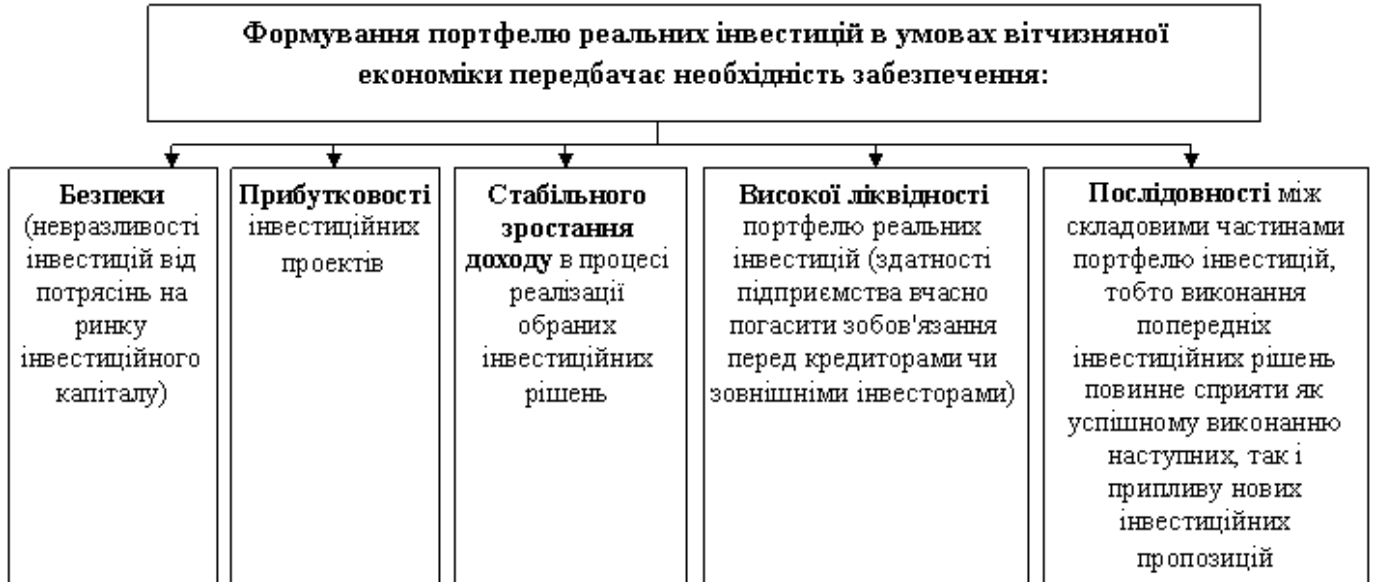 Формування портфелю реальних інвестицій в умовах вітчизняної
економіки передбачає необхідність забезпечення:
Безпеки
(невразливості
інвестицій від
потрясінь на
ринку
інвестиційного
капіталу)
Прибутковості
інвестиційних
проектів
Стабільного
зростання
доходу в процесі
реалізації
обраних
інвестиційних
рішень
Високої ліквідності
портфелю реальних
інвестицій (здатності
підприємства вчасно
погасити зобов'язання
перед кредиторами чи
зовнішніми інвесторами)
Послідовності між
складовими частинами
портфелю інвестицій,
тобто виконання
попередніх
інвестиційних рішень
повинне сприяти як
успішному виконанню
наступних, так і
припливу нових
інвестиційних
пропозицій